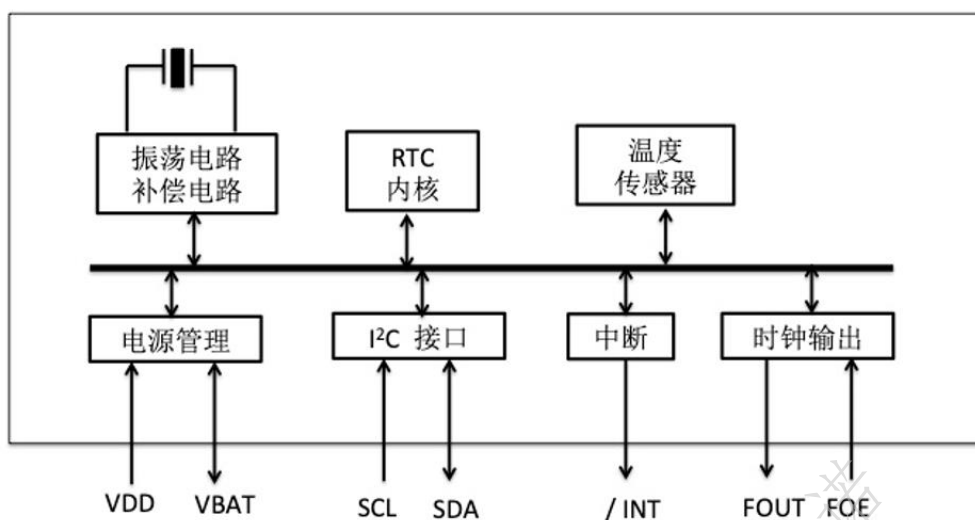 振荡电路
补偿电路
RTC
内核
温度
传感器
电源管理
I²C 接口
中断
时钟输出
VDD
VBAT
SCL
SDA
/ INT
FOUT
FOE